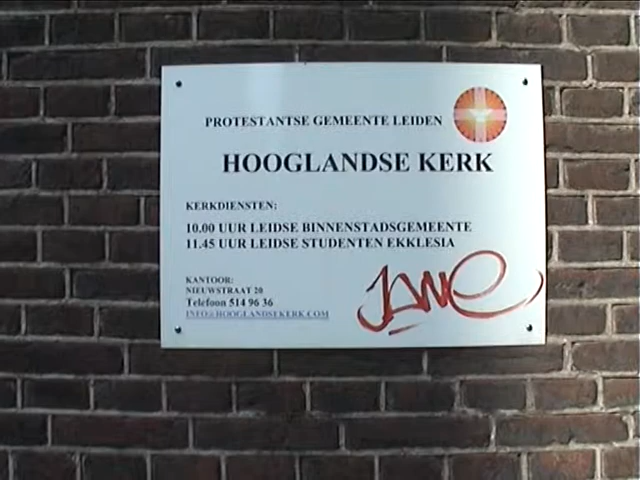 PROTESTANTSE GEMEENTE LEIDEN
HOOGLANDSE KERK
KERKDIENSTEN:
10.00 UUR LEIDSE BINNENSTADSGEMEENTE
11.45 UUR LEIDSE STUDENTEN EKKLESIA
KANTOOR:
NIEUWSTRAAT 20
Telefoon 514 96 36
INFO@HOOGLANDSEKERK.COM
JANE